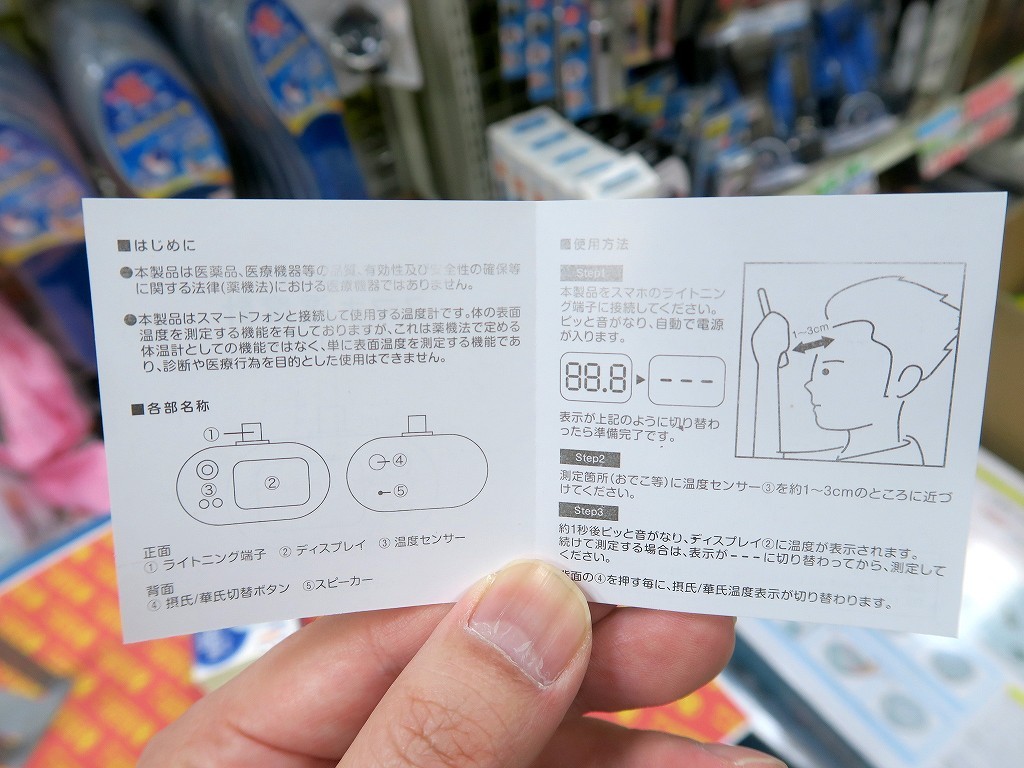 ■はじめに
●本製品は医薬品、医療機器等の品質、有効性及び安全性の確保等
に関する法律(薬機法)における医療機器ではありません。
●本製品はスマートフォンと接続して使用する温度計です。体の表面
温度を測定する機能を有しておりますが、これは薬機法で定める
体温計としての機能ではなく、単に表面温度を測定する機能であ
り、診断や医療行為を目的とした使用はできません。
■各部名称
①
②
③
④
⑤
正面
① ライトニング端子 ② ディスプレイ ③ 温度センサー
背面
④ 摂氏/華氏切替ボタン ⑤スピーカー
■使用方法
Step1
本製品をスマホのライトニン
グ端子に接続してください。
ピッと音がなり、自動で電源
が入ります。
88.8 ▶ ---
表示が上記のように切り替わ
ったら準備完了です。
1~3cm
Step2
測定箇所(おでこ等)に温度センサー③を約1~3cmのところに近づ
けてください。
Step3
約1秒後ピッと音がなり、ディスプレイ②に温度が表示されます。
続けて測定する場合は、表示が---に切り替わってから、測定して
ください。
背面の④を押す毎に、摂氏/華氏温度表示が切り替わります。